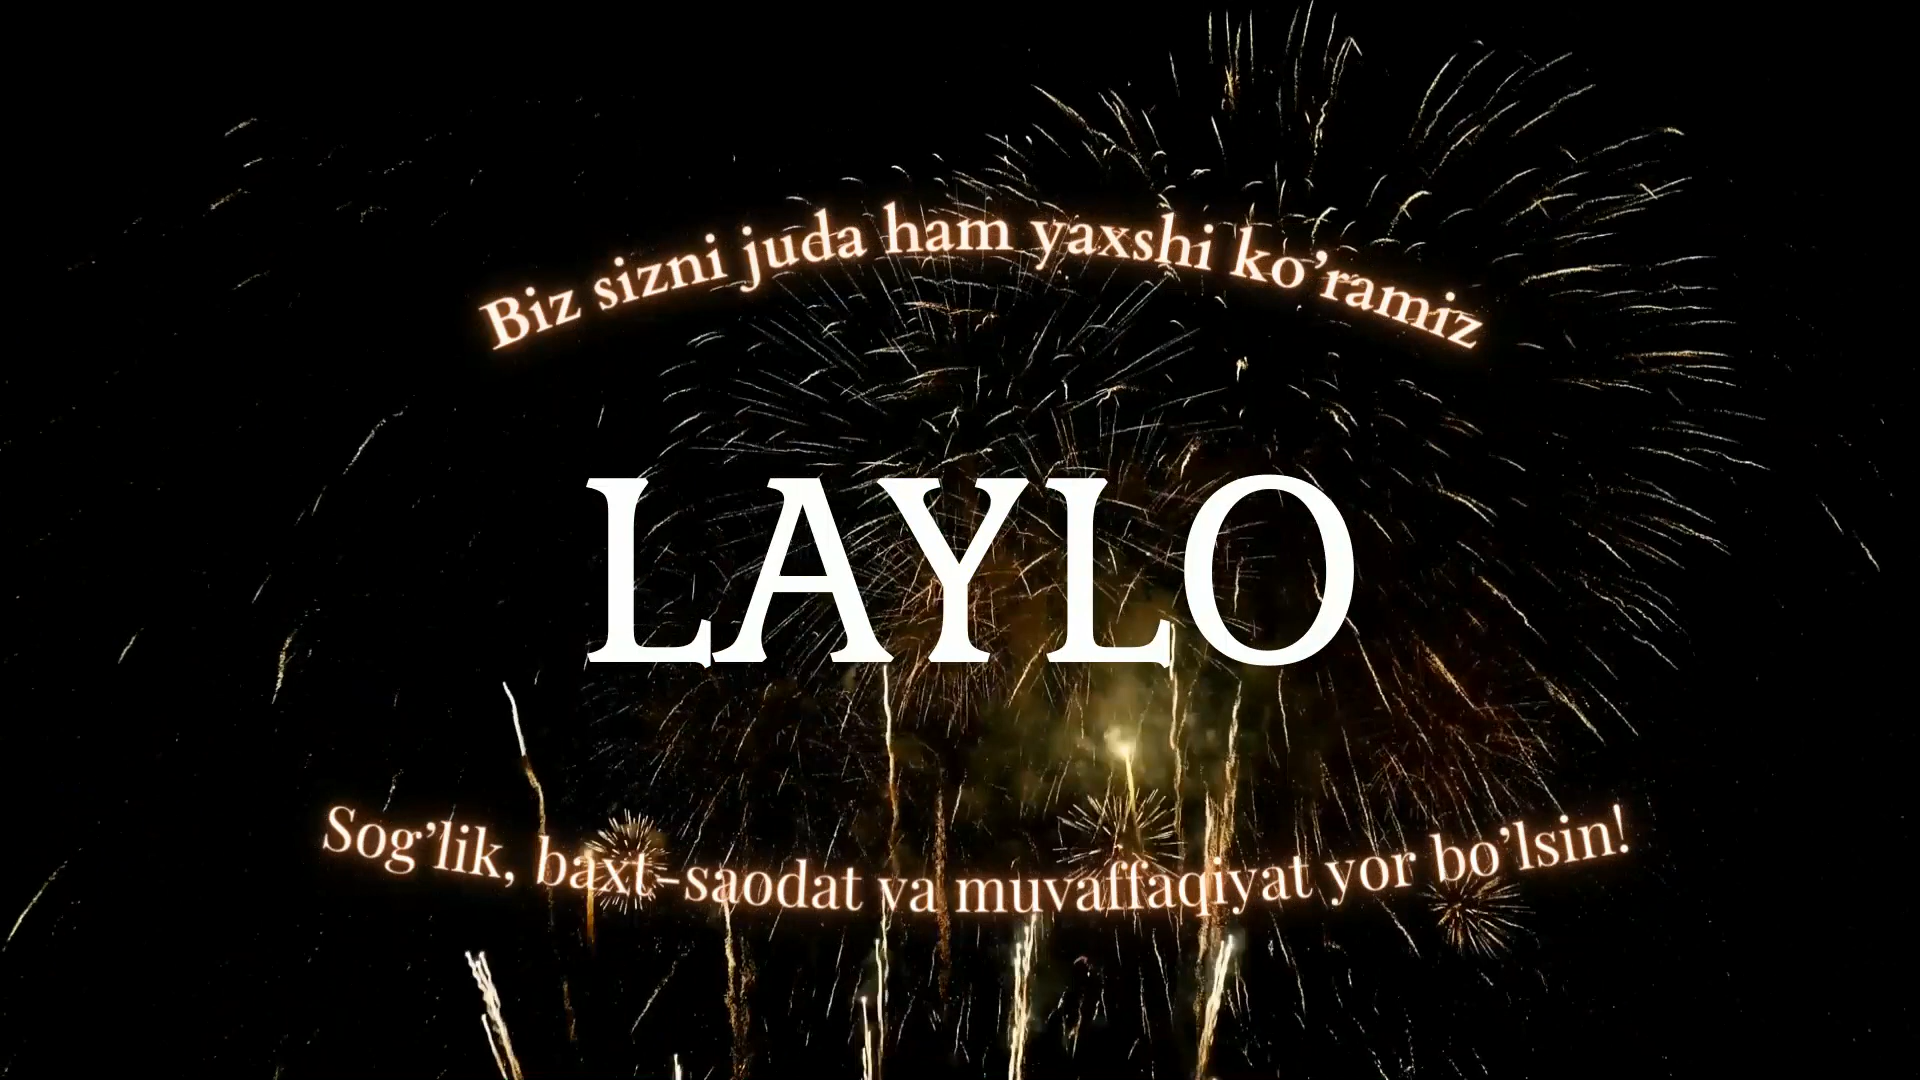 Biz sizni juda ham yaxshi ko’ramiz
LAYLO
Sog’lik, baxt-saodat va muvaffaqiyat yor bo’lsin!